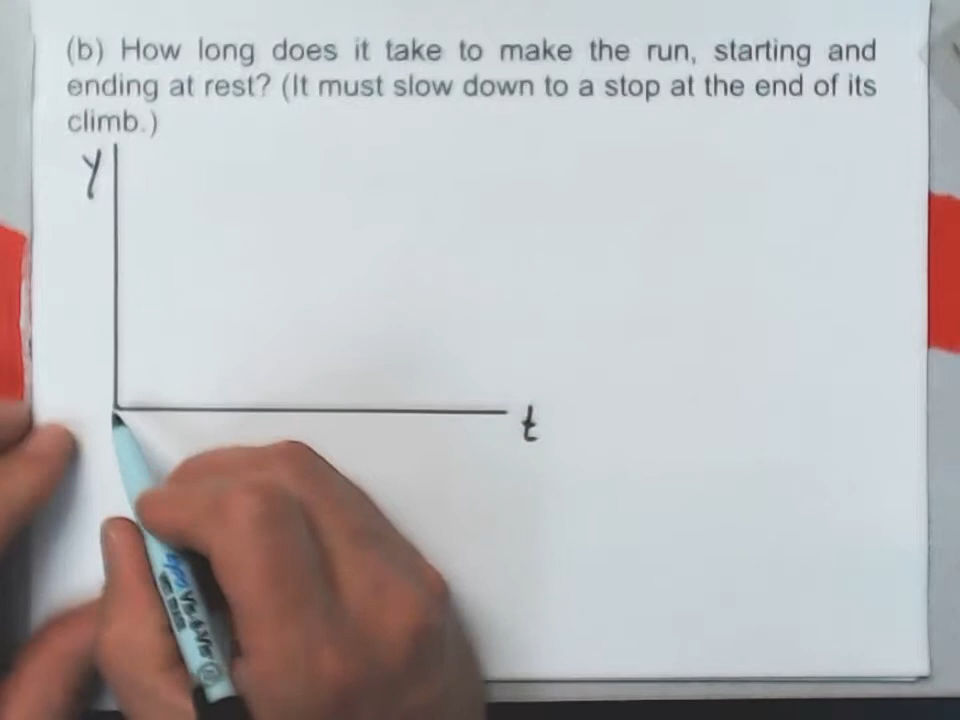 (b) How long does it take to make the run, starting and
ending at rest? (It must slow down to a stop at the end of its
climb.)
y
t